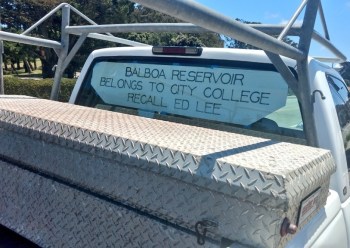 BALBOA RESERVOIR
BELONGS TO CITY COLLEGE
RECALL ED LEE